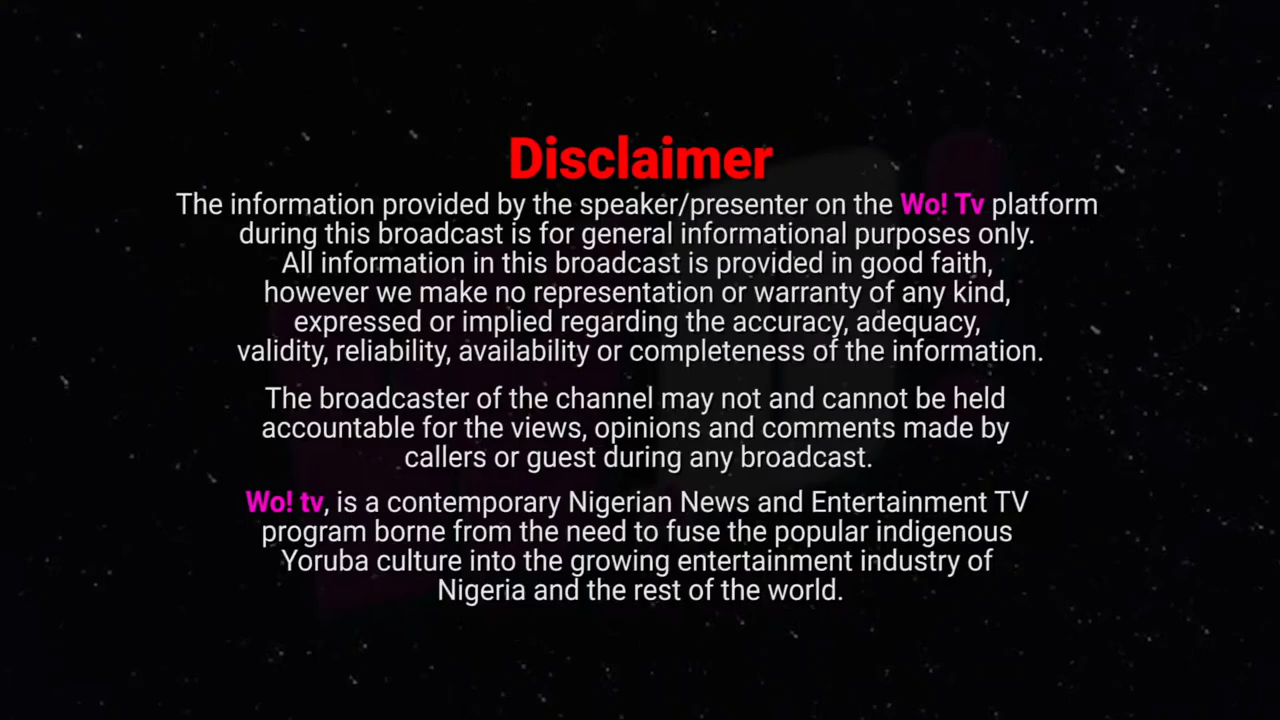 Disclaimer
The information provided by the speaker/presenter on the Wo! Tv platform
during this broadcast is for general informational purposes only.
All information in this broadcast is provided in good faith,
however we make no representation or warranty of any kind,
expressed or implied regarding the accuracy, adequacy,
validity, reliability, availability or completeness of the information.
The broadcaster of the channel may not and cannot be held
accountable for the views, opinions and comments made by
callers or guest during any broadcast.
Wo! tv, is a contemporary Nigerian News and Entertainment TV
program borne from the need to fuse the popular indigenous
Yoruba culture into the growing entertainment industry of
Nigeria and the rest of the world.